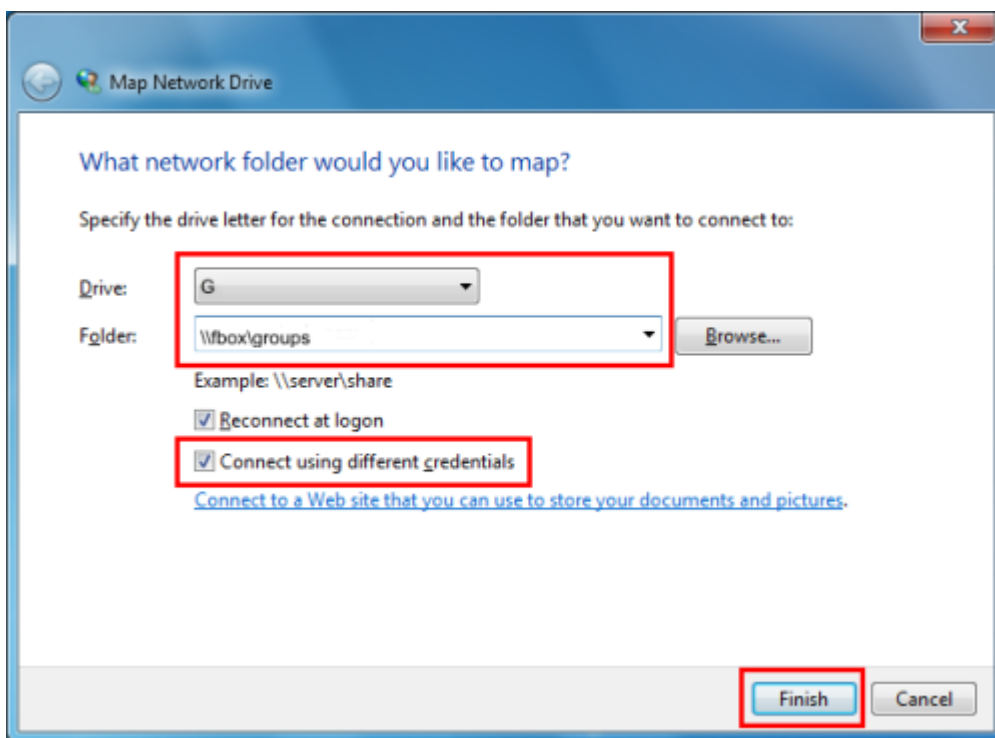 Map Network Drive
What network folder would you like to map?
Specify the drive letter for the connection and the folder that you want to connect to:
Drive: G
Folder: \\fbox\groups Browse...
Example: \\server\share
Reconnect at logon
Connect using different credentials
Connect to a Web site that you can use to store your documents and pictures.
Finish Cancel